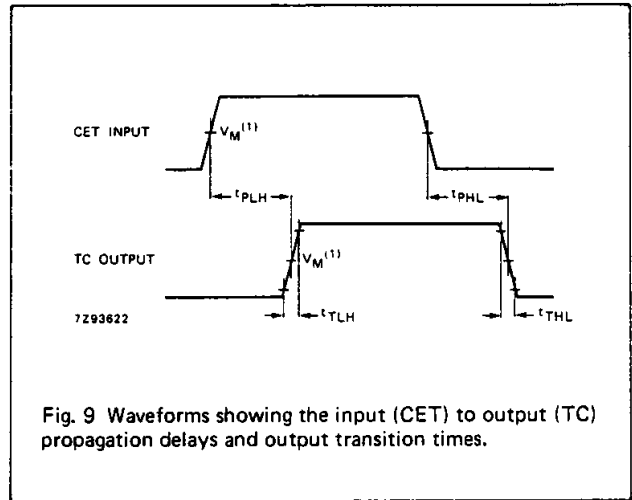 CET INPUT
V_M(1)
t_PLH
t_PHL
TC OUTPUT
V_M(1)
7Z93622
t_TLH
t_THL
Fig. 9 Waveforms showing the input (CET) to output (TC)
propagation delays and output transition times.